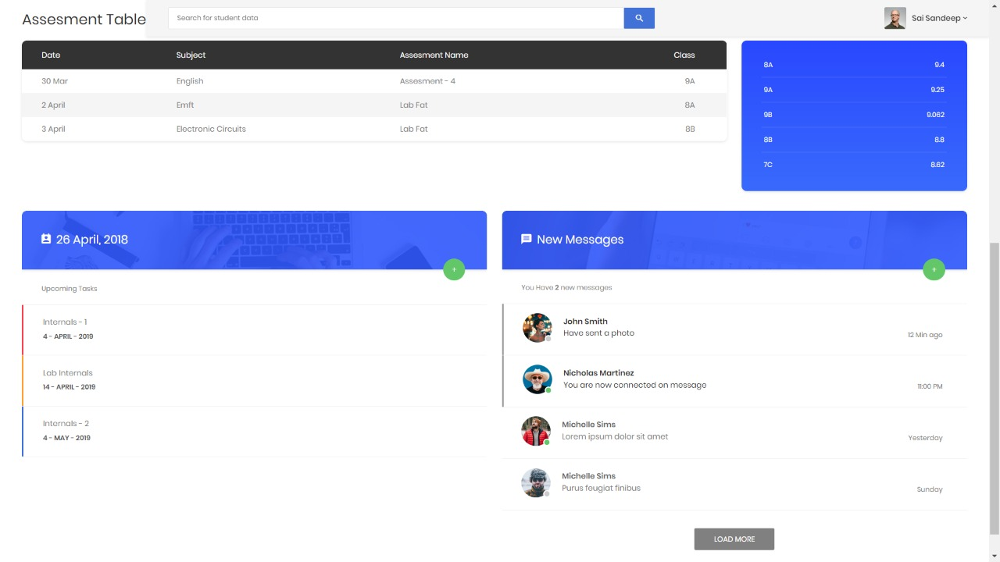 Assesment Table
Search for student data
Sai Sandeep
Date Subject Assesment Name Class
30 Mar English Assesment - 4 9A
2 April Emft Lab Fat 8A
3 April Electronic Circuits Lab Fat 8B
8A 9.4
9A 9.25
9B 9.062
8B 8.8
7C 8.62
26 April, 2018
+
Upcoming Tasks
Internals - 1
4 - APRIL - 2019
Lab Internals
14 - APRIL - 2019
Internals - 2
4 - MAY - 2019
New Messages
+
You Have 2 new messages
John Smith
Have sent a photo
12 Min ago
Nicholas Martinez
You are now connected on message
11:00 PM
Michelle Sims
Lorem ipsum dolor sit amet
Yesterday
Michelle Sims
Purus feugiat finibus
Sunday
LOAD MORE